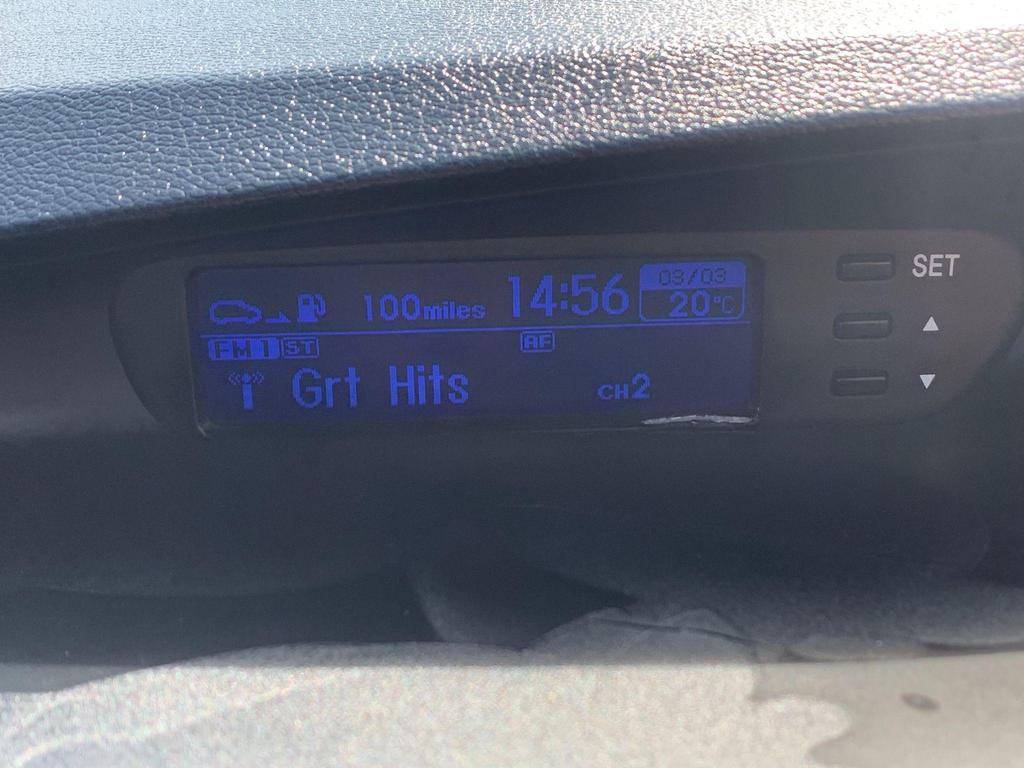 100miles 14:56 03/03
20°C
FM1 ST AF
Grt Hits CH2
SET